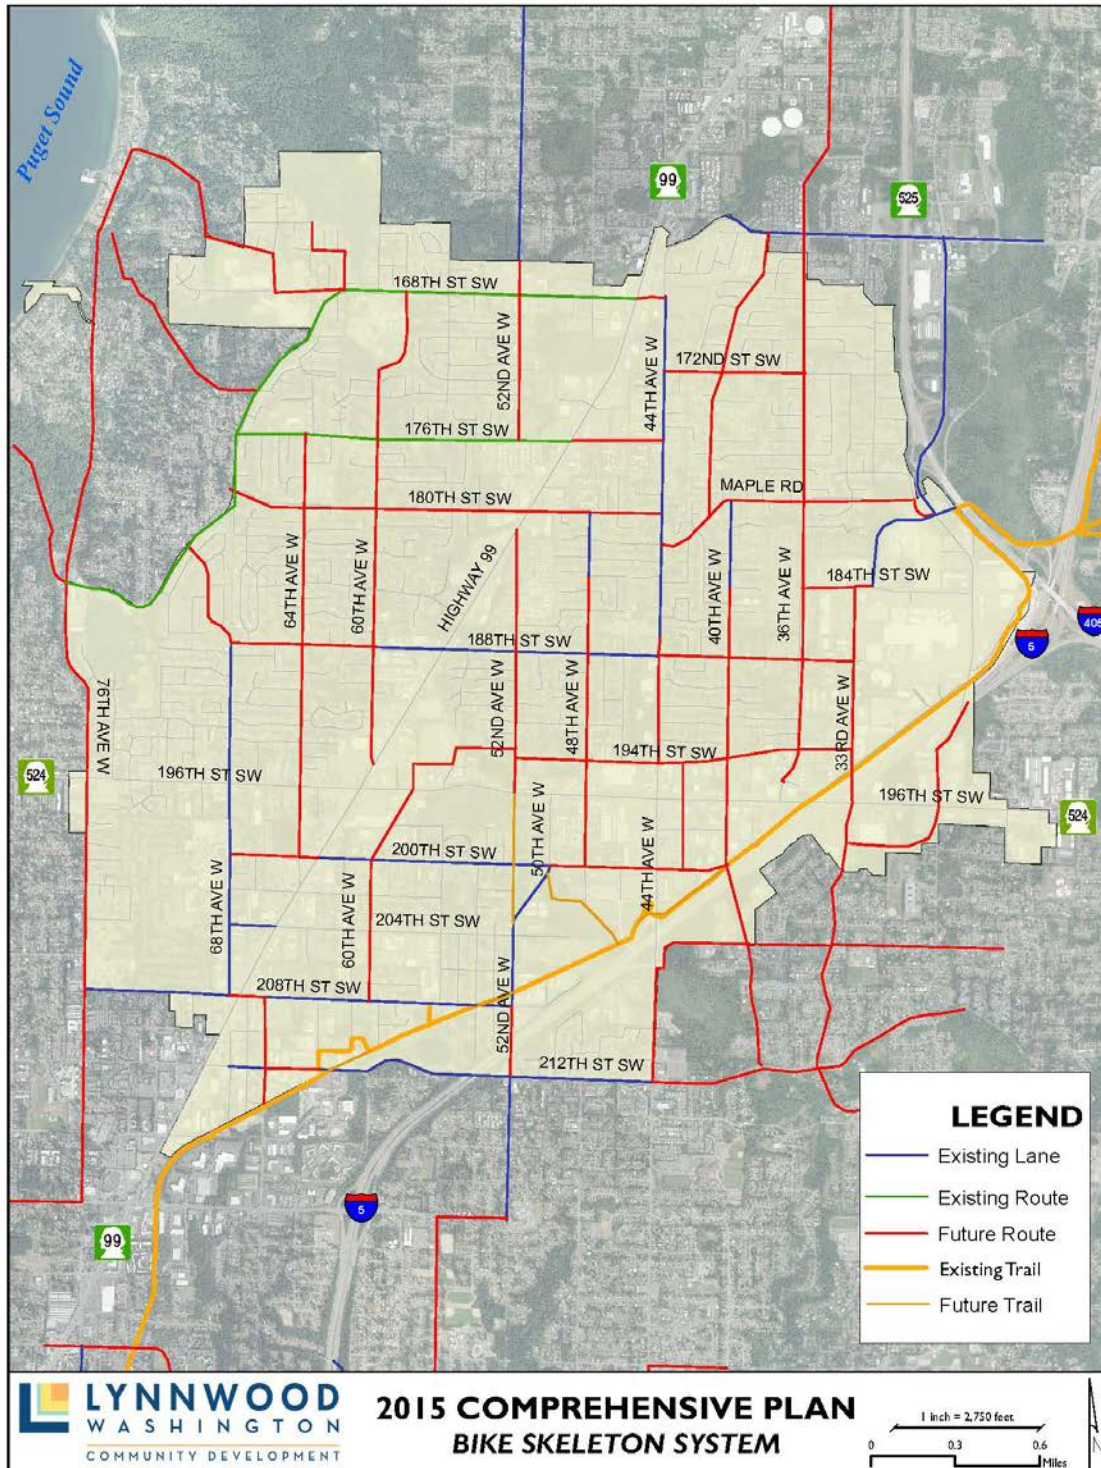 Puget Sound
99
525
168TH ST SW
52ND AVE W
44TH AVE W
172ND ST SW
176TH ST SW
180TH ST SW
MAPLE RD
64TH AVE W
60TH AVE W
HIGHWAY 99
40TH AVE W
36TH AVE W
184TH ST SW
405
5
188TH ST SW
76TH AVE W
52ND AVE W
48TH AVE W
194TH ST SW
33RD AVE W
524
196TH ST SW
196TH ST SW
524
50TH AVE W
200TH ST SW
44TH AVE W
68TH AVE W
60TH AVE W
204TH ST SW
208TH ST SW
52ND AVE W
212TH ST SW
5
99
LEGEND
Existing Lane
Existing Route
Future Route
Existing Trail
Future Trail
LYNNWOOD
WASHINGTON
COMMUNITY DEVELOPMENT
2015 COMPREHENSIVE PLAN
BIKE SKELETON SYSTEM
1 inch = 2,750 feet
0 0.3 0.6
Miles
N